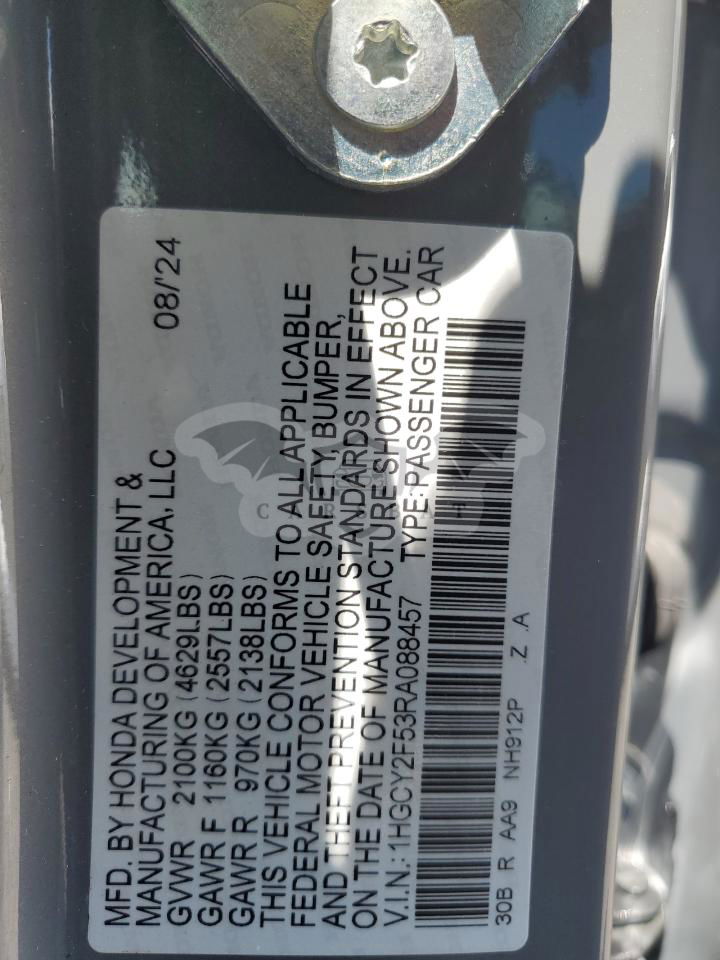 MFD. BY HONDA DEVELOPMENT & 08/'24
MANUFACTURING OF AMERICA, LLC
GVWR 2100KG (4629LBS)
GAWR F 1160KG (2557LBS)
GAWR R 970KG (2138LBS)
THIS VEHICLE CONFORMS TO ALL APPLICABLE
FEDERAL MOTOR VEHICLE SAFETY, BUMPER,
AND THEFT PREVENTION STANDARDS IN EFFECT
ON THE DATE OF MANUFACTURE SHOWN ABOVE.
V.I.N.: 1HGCY2F53RA088457 TYPE: PASSENGER CAR
30B R AA9 NH912P .Z .A